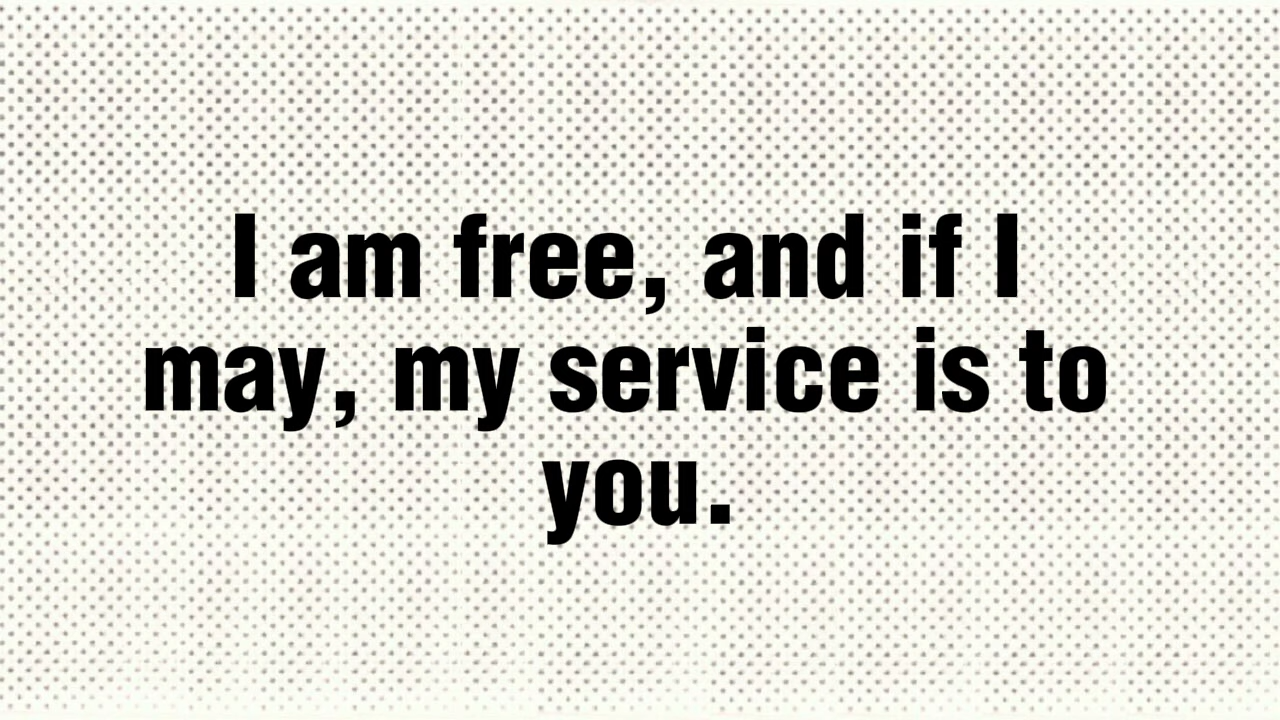 I am free, and if I
may, my service is to
you.